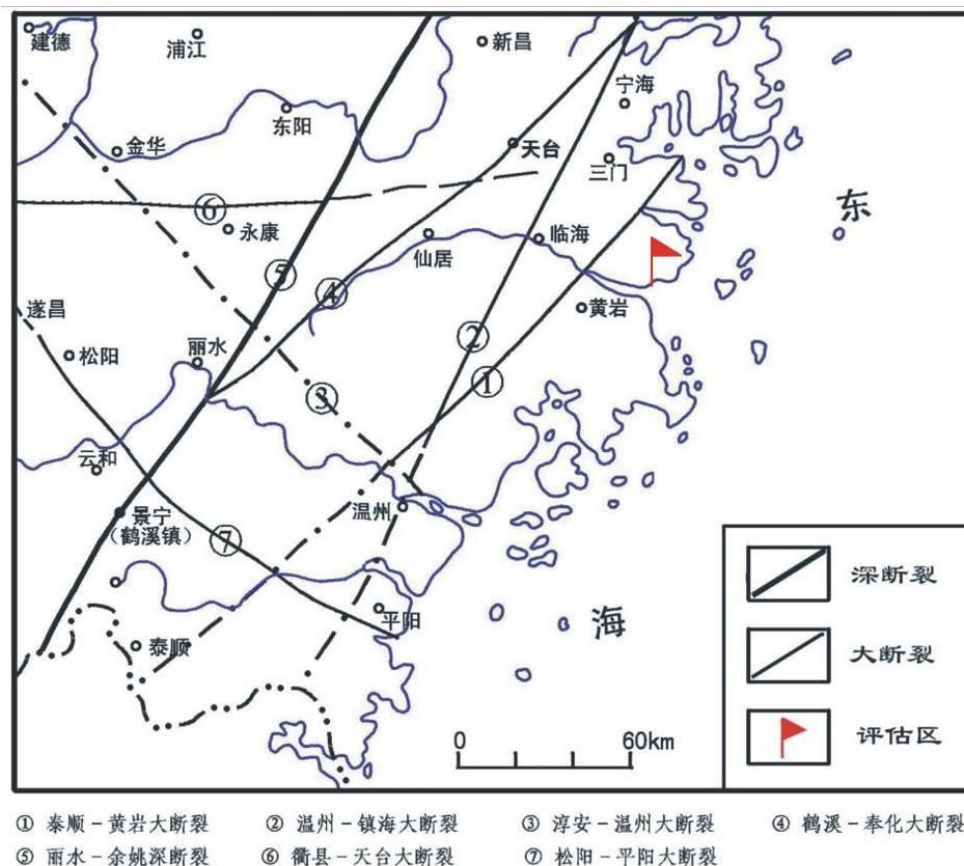 建德
浦江
新昌
宁海
东阳
金华
天台
三门
东
⑥
永康
仙居
临海
⑤
④
遂昌
黄岩
松阳
丽水
②
①
③
云和
景宁
(鹤溪镇)
⑦
温州
平阳
海
泰顺
0 60km
深断裂
大断裂
评估区
① 泰顺-黄岩大断裂 ② 温州-镇海大断裂 ③ 淳安-温州大断裂 ④ 鹤溪-奉化大断裂
⑤ 丽水-余姚深断裂 ⑥ 衢县-天台大断裂 ⑦ 松阳-平阳大断裂